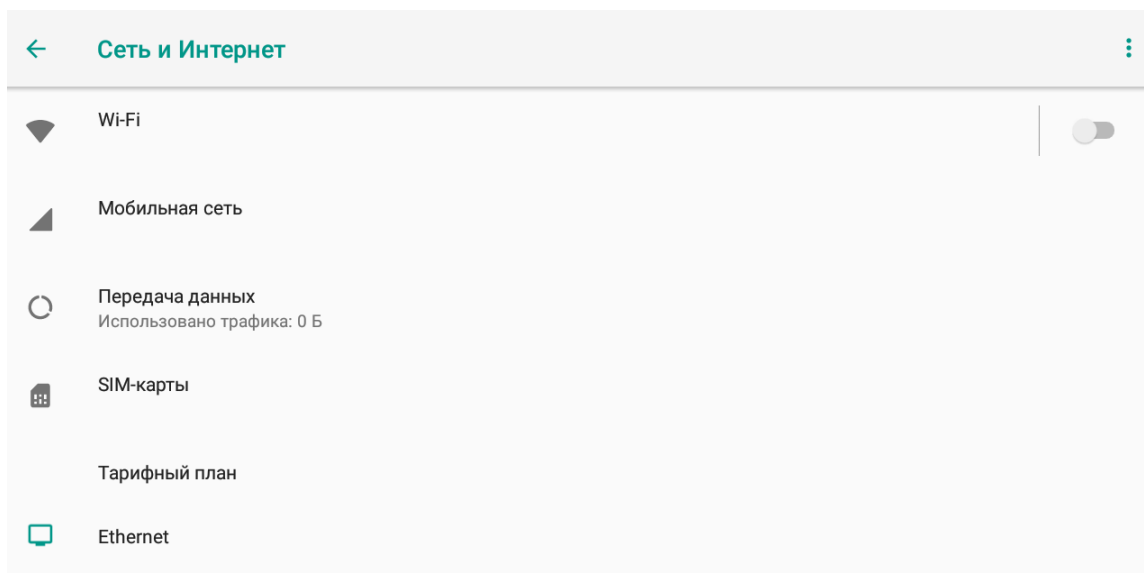 Сеть и Интернет
Wi-Fi
Мобильная сеть
Передача данных
Использовано трафика: 0 Б
SIM-карты
Тарифный план
Ethernet